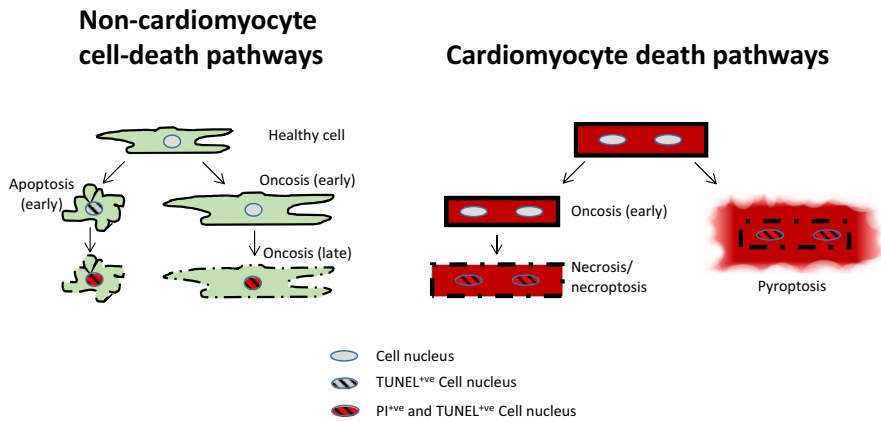 Non-cardiomyocyte
cell-death pathways
Cardiomyocyte death pathways
Healthy cell
Apoptosis
(early)
Oncosis (early)
Oncosis (late)
Oncosis (early)
Necrosis/
necroptosis
Pyroptosis
Cell nucleus
TUNEL+ve Cell nucleus
PI+ve and TUNEL+ve Cell nucleus